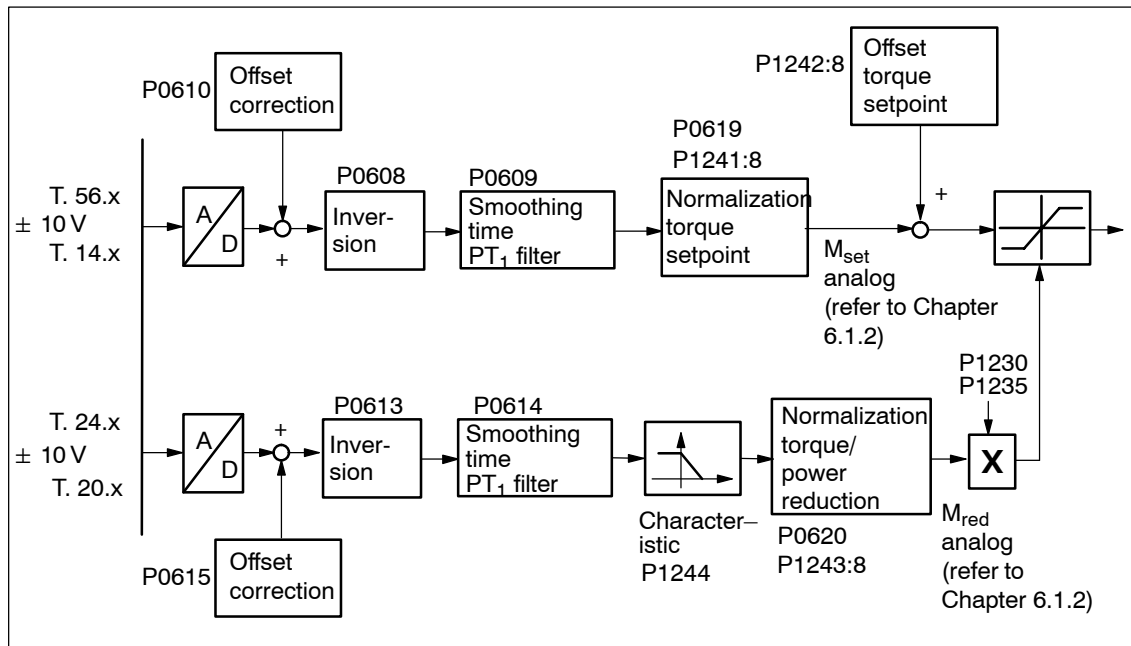 P0610
Offset
correction
P1242:8
Offset
torque
setpoint
T. 56.x
± 10 V
T. 14.x
A
D
+
P0608
Inver-
sion
P0609
Smoothing
time
PT1 filter
P0619
P1241:8
Normalization
torque
setpoint
+
Mset
analog
(refer to Chapter
6.1.2)
P1230
P1235
T. 24.x
± 10 V
T. 20.x
A
D
+
P0613
Inver-
sion
P0614
Smoothing
time
PT1 filter
Character–
istic
P1244
Normalization
torque/
power
reduction
P0620
P1243:8
X
Mred
analog
(refer to
Chapter 6.1.2)
P0615
Offset
correction